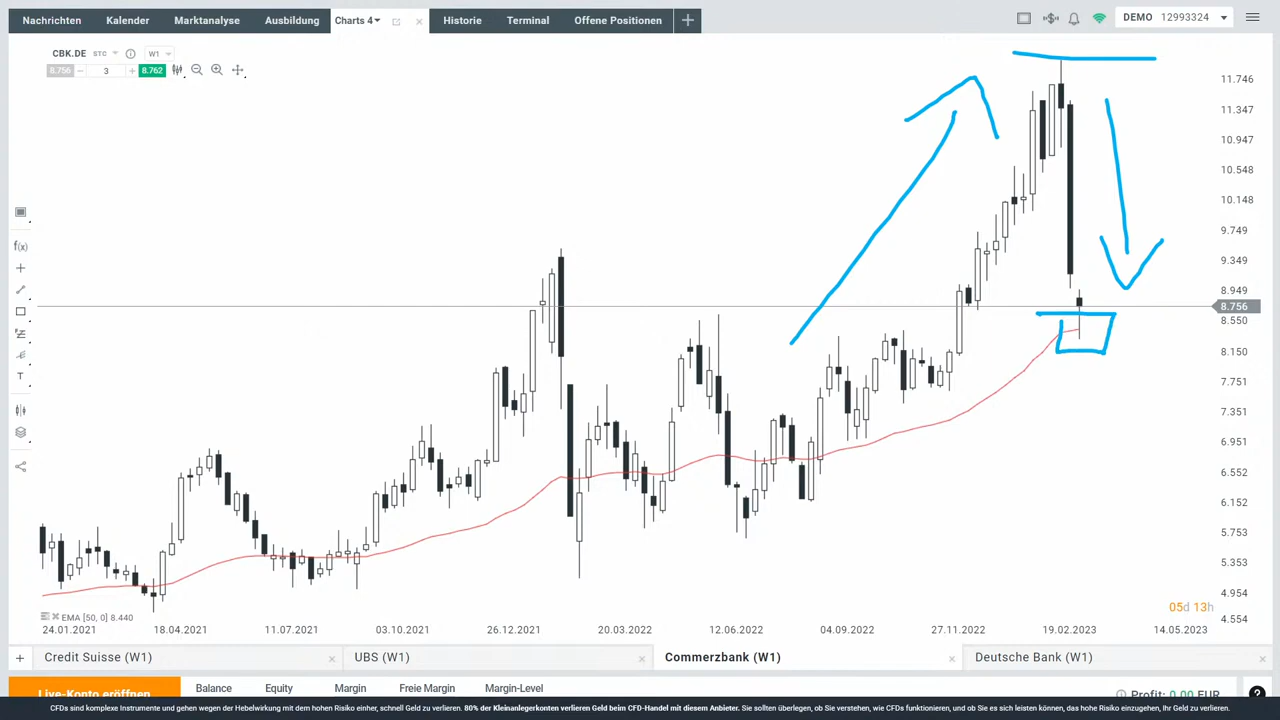 Nachrichten Kalender Marktanalyse Ausbildung Charts 4 Historie Terminal Offene Positionen DEMO 12993324
CBK.DE STC W1
8.756 3 8.762
11.746
11.347
10.947
10.548
10.148
9.749
9.349
8.949
8.756
8.550
8.150
7.751
7.351
6.951
6.552
6.152
5.753
5.353
4.954
4.554
f(x)
T
05d 13h
EMA [50, 0] 8.440
24.01.2021 18.04.2021 11.07.2021 03.10.2021 26.12.2021 20.03.2022 12.06.2022 04.09.2022 27.11.2022 19.02.2023 14.05.2023
Credit Suisse (W1) UBS (W1) Commerzbank (W1) Deutsche Bank (W1)
Live-Konto eröffnen Balance Equity Margin Freie Margin Margin-Level Profit: 0.00 EUR ?
CFDs sind komplexe Instrumente und gehen wegen der Hebelwirkung mit dem hohen Risiko einher, schnell Geld zu verlieren. 80% der Kleinanlegerkonten verlieren Geld beim CFD-Handel mit diesem Anbieter. Sie sollten überlegen, ob Sie verstehen, wie CFDs funktionieren, und ob Sie es sich leisten können, das hohe Risiko einzugehen, Ihr Geld zu verlieren.